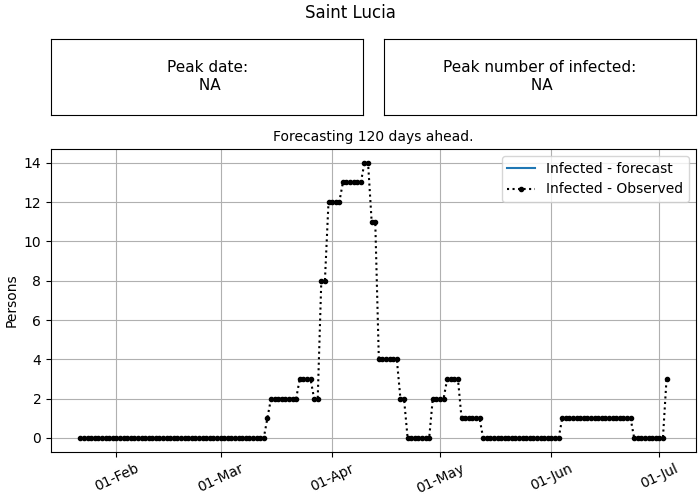 Saint Lucia
Peak date:
NA
Peak number of infected:
NA
Forecasting 120 days ahead.
Infected - forecast
Infected - Observed
Persons
14
12
10
8
6
4
2
0
01-Feb
01-Mar
01-Apr
01-May
01-Jun
01-Jul